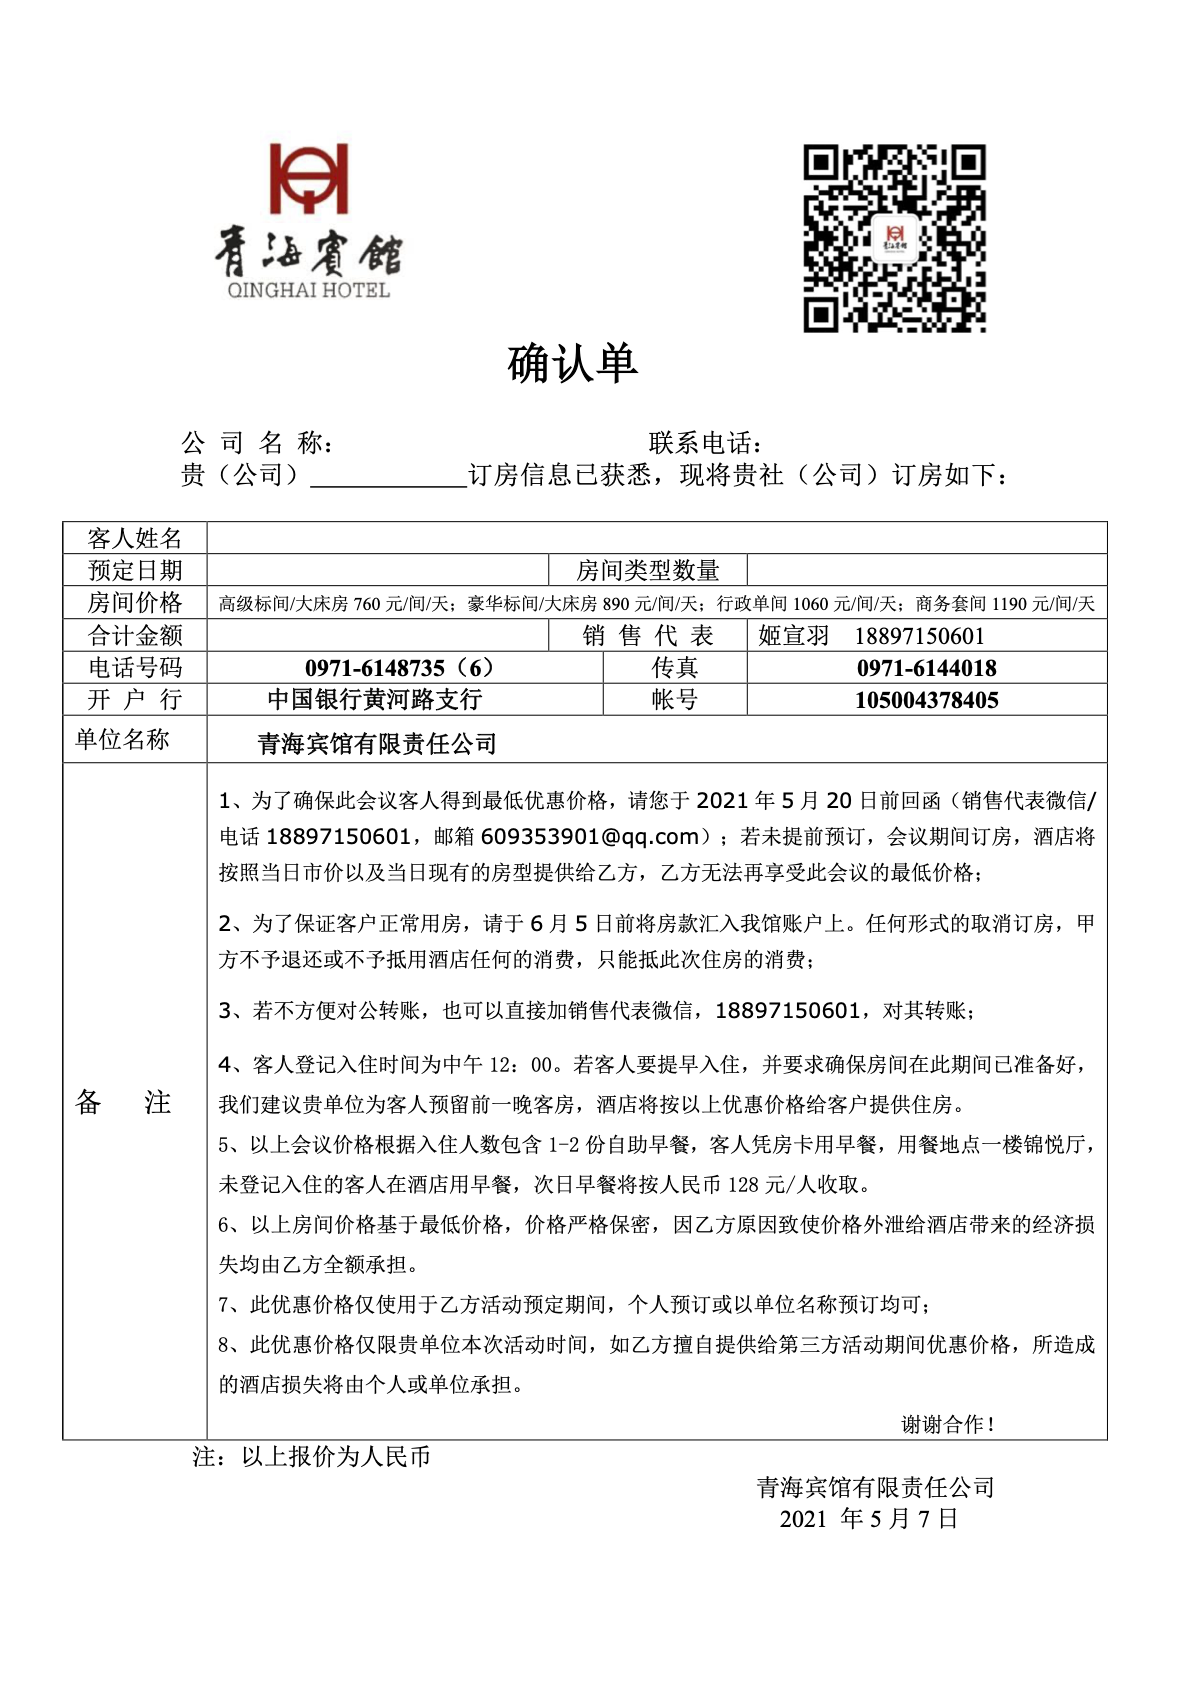 青海賓館
QINGHAI HOTEL
青海賓館
确认单
公 司 名 称： 联系电话：
贵（公司）____________订房信息已获悉，现将贵社（公司）订房如下：
客人姓名
预定日期 房间类型数量
房间价格 高级标间/大床房 760 元/间/天；豪华标间/大床房 890 元/间/天；行政单间 1060 元/间/天；商务套间 1190 元/间/天
合计金额 销 售 代 表 姬宣羽 18897150601
电话号码 0971-6148735（6） 传真 0971-6144018
开 户 行 中国银行黄河路支行 帐号 105004378405
单位名称 青海宾馆有限责任公司
备 注
1、为了确保此会议客人得到最低优惠价格，请您于 2021 年 5 月 20 日前回函（销售代表微信/
电话 18897150601，邮箱 609353901@qq.com）；若未提前预订，会议期间订房，酒店将
按照当日市价以及当日现有的房型提供给乙方，乙方无法再享受此会议的最低价格；
2、为了保证客户正常用房，请于 6 月 5 日前将房款汇入我馆账户上。任何形式的取消订房，甲
方不予退还或不予抵用酒店任何的消费，只能抵此次住房的消费；
3、若不方便对公转账，也可以直接加销售代表微信，18897150601，对其转账；
4、客人登记入住时间为中午 12：00。若客人要提早入住，并要求确保房间在此期间已准备好，
我们建议贵单位为客人预留前一晚客房，酒店将按以上优惠价格给客户提供住房。
5、以上会议价格根据入住人数包含 1-2 份自助早餐，客人凭房卡用早餐，用餐地点一楼锦悦厅，
未登记入住的客人在酒店用早餐，次日早餐将按人民币 128 元/人收取。
6、以上房间价格基于最低价格，价格严格保密，因乙方原因致使价格外泄给酒店带来的经济损
失均由乙方全额承担。
7、此优惠价格仅使用于乙方活动预定期间，个人预订或以单位名称预订均可；
8、此优惠价格仅限贵单位本次活动时间，如乙方擅自提供给第三方活动期间优惠价格，所造成
的酒店损失将由个人或单位承担。
谢谢合作！
注：以上报价为人民币
青海宾馆有限责任公司
2021 年 5 月 7 日